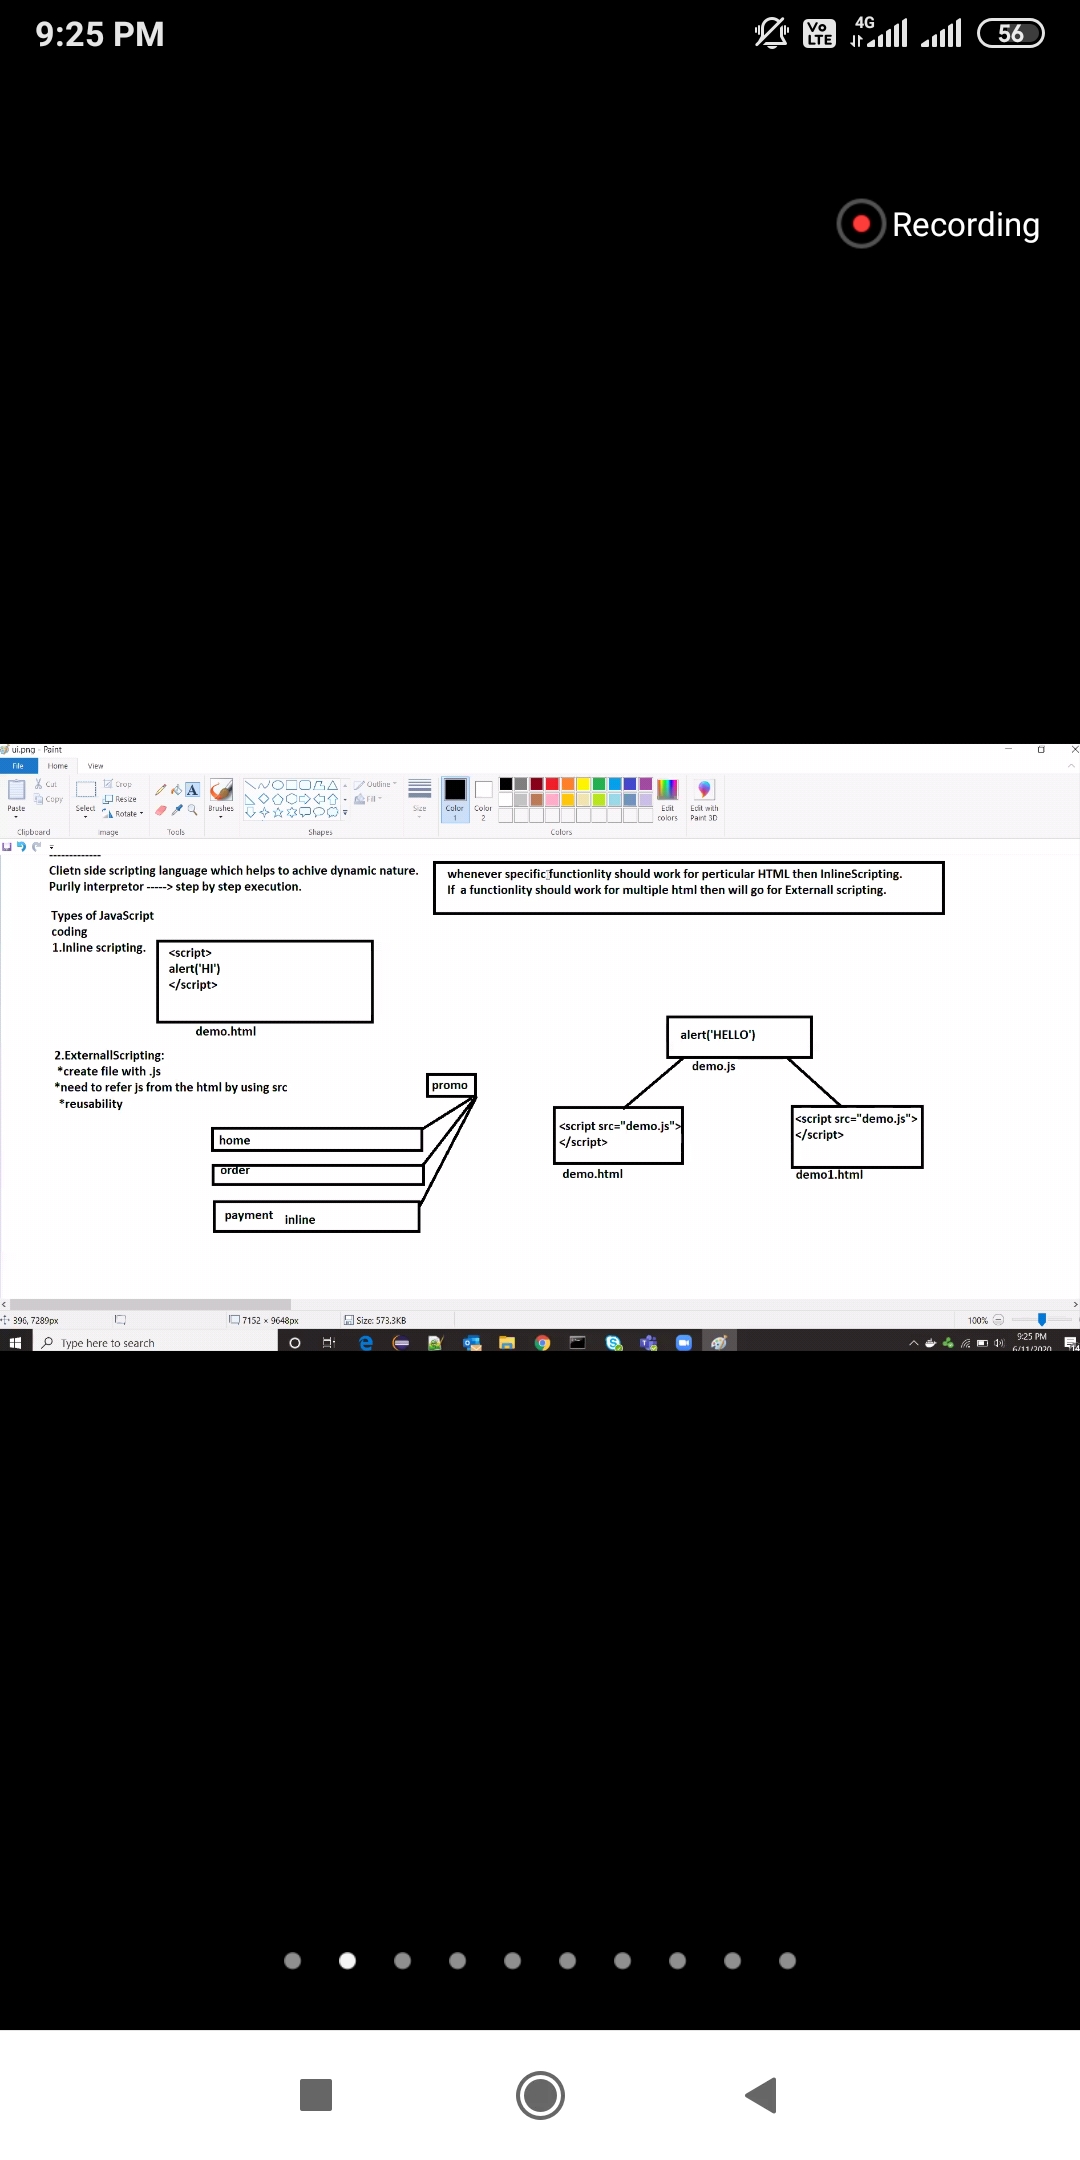 9:25 PM
Vo LTE 4G 56
Recording
ui.png - Paint
File Home View
Paste
Cut
Copy
Clipboard
Select
Crop
Resize
Rotate
Image
Tools
Brushes
Shapes
Outline
Fill
Size
Color 1
Color 2
Colors
Edit colors
Edit with Paint 3D
-------------
Clietn side scripting language which helps to achive dynamic nature.
Purily interpretor -----> step by step execution.
whenever specific functionlity should work for perticular HTML then InlineScripting.
If a functionlity should work for multiple html then will go for Externall scripting.
Types of JavaScript
coding
1.Inline scripting.
<script>
alert('HI')
</script>
demo.html
2.ExternallScripting:
*create file with .js
*need to refer js from the html by using src
*reusability
promo
home
order
payment inline
alert('HELLO')
demo.js
<script src="demo.js">
</script>
demo.html
<script src="demo.js">
</script>
demo1.html
896, 7289px
7152 × 9648px
Size: 573.3KB
100%
Type here to search
9:25 PM
6/11/2020
14